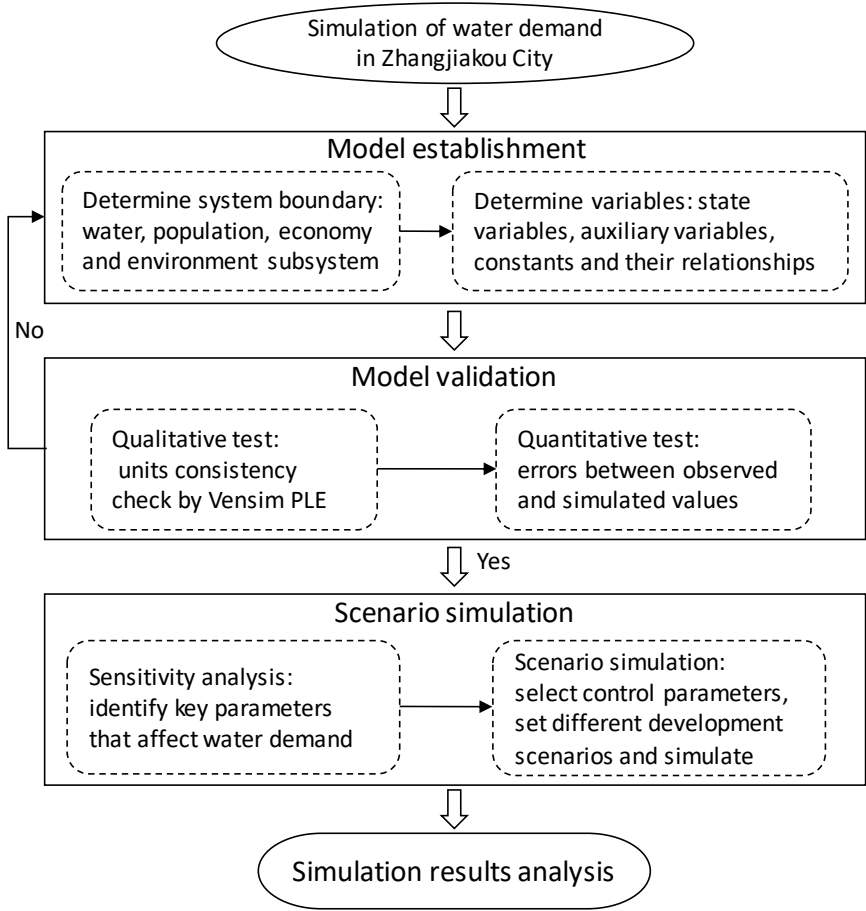 Simulation of water demand
in Zhangjiakou City
Model establishment
Determine system boundary:
water, population, economy
and environment subsystem
Determine variables: state
variables, auxiliary variables,
constants and their relationships
No
Model validation
Qualitative test:
units consistency
check by Vensim PLE
Quantitative test:
errors between observed
and simulated values
Yes
Scenario simulation
Sensitivity analysis:
identify key parameters
that affect water demand
Scenario simulation:
select control parameters,
set different development
scenarios and simulate
Simulation results analysis